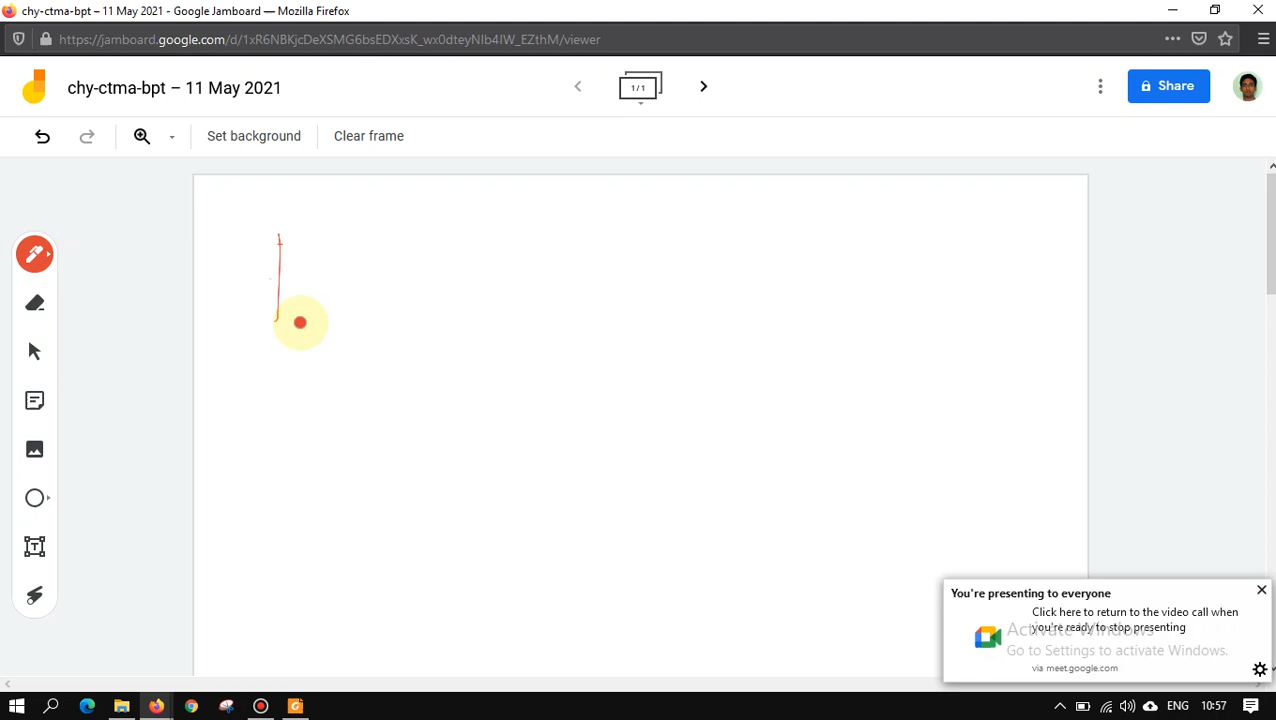 chy-ctma-bpt – 11 May 2021 - Google Jamboard — Mozilla Firefox
https://jamboard.google.com/d/1xR6NBKjcDeXSMG6bsEDXxsK_wx0dteyNIb4IW_EZthM/viewer
chy-ctma-bpt – 11 May 2021
1 / 1
Share
Set background
Clear frame
You're presenting to everyone
Click here to return to the video call when
you're ready to stop presenting
Activate Windows
Go to Settings to activate Windows.
via meet.google.com
ENG
10:57